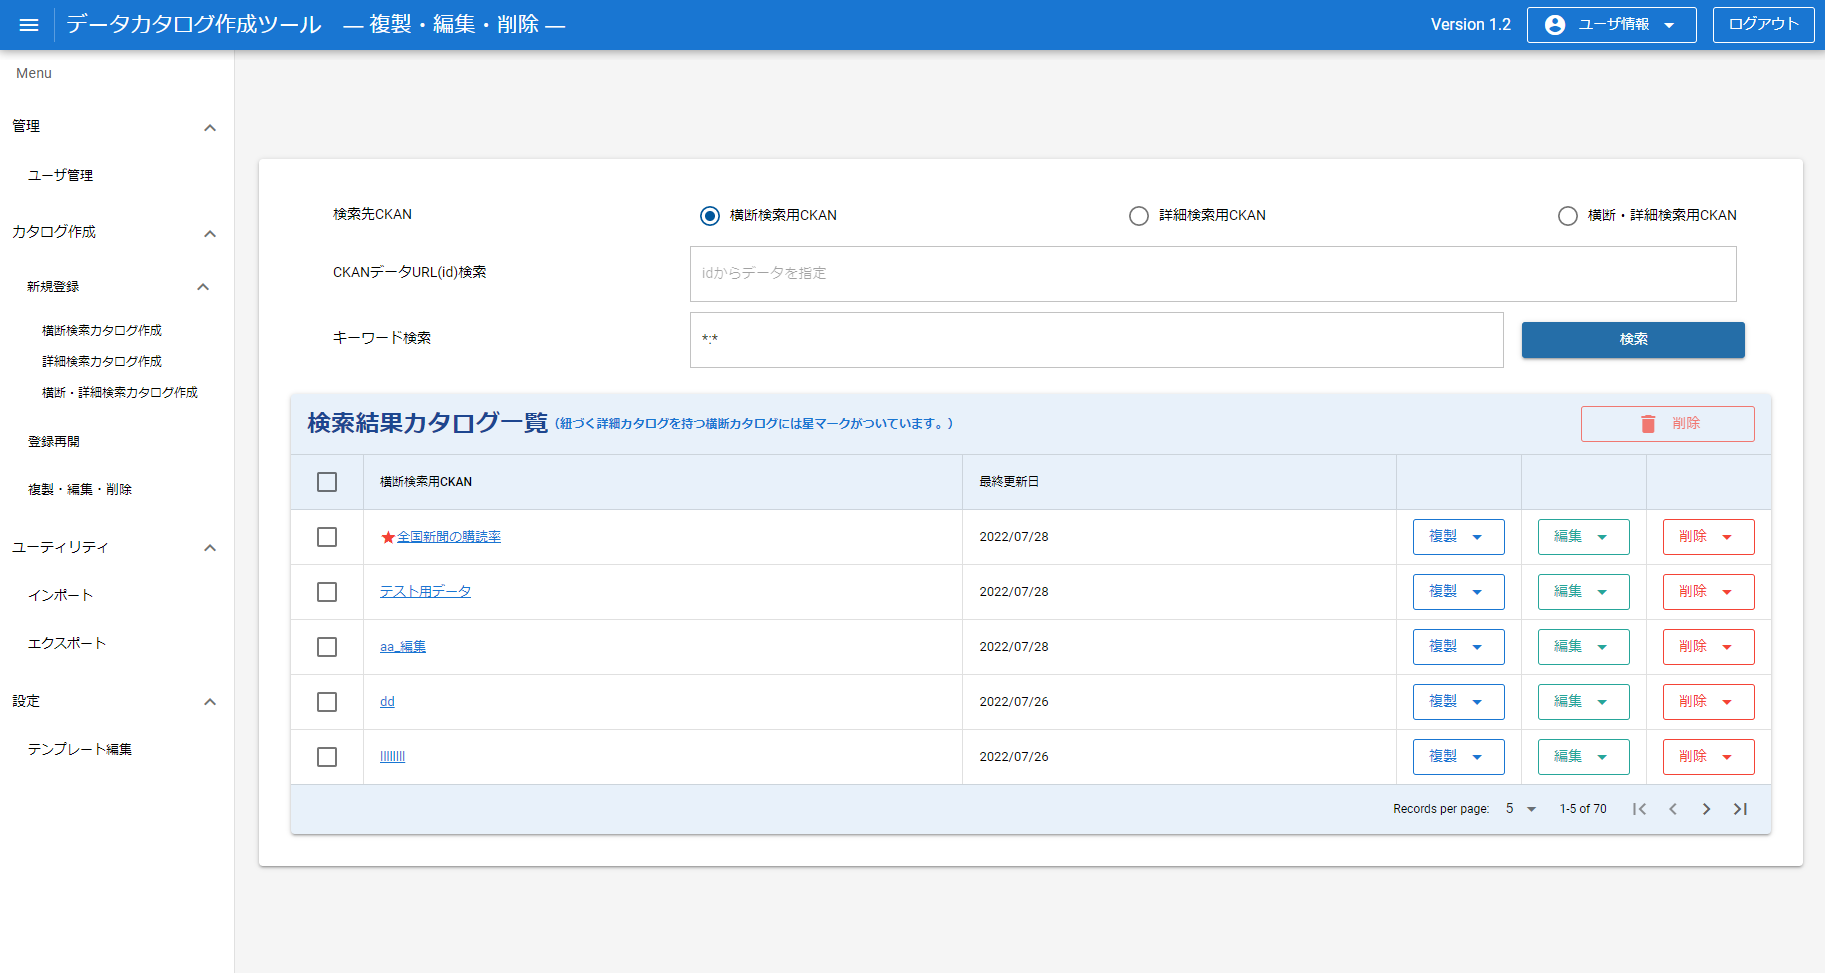 データカタログ作成ツール　― 複製・編集・削除 ―
Version 1.2
ユーザ情報
ログアウト
Menu
管理
ユーザ管理
カタログ作成
新規登録
横断検索カタログ作成
詳細検索カタログ作成
横断・詳細検索カタログ作成
登録再開
複製・編集・削除
ユーティリティ
インポート
エクスポート
設定
テンプレート編集
検索先CKAN
横断検索用CKAN
詳細検索用CKAN
横断・詳細検索用CKAN
CKANデータURL(id)検索
idからデータを指定
キーワード検索
*:*
検索
検索結果カタログ一覧（紐づく詳細カタログを持つ横断カタログには星マークがついています。）
削除
横断検索用CKAN 最終更新日
★全国新聞の購読率 2022/07/28 複製 編集 削除
テスト用データ 2022/07/28 複製 編集 削除
aa_編集 2022/07/28 複製 編集 削除
dd 2022/07/26 複製 編集 削除
llllllll 2022/07/26 複製 編集 削除
Records per page: 5 1-5 of 70